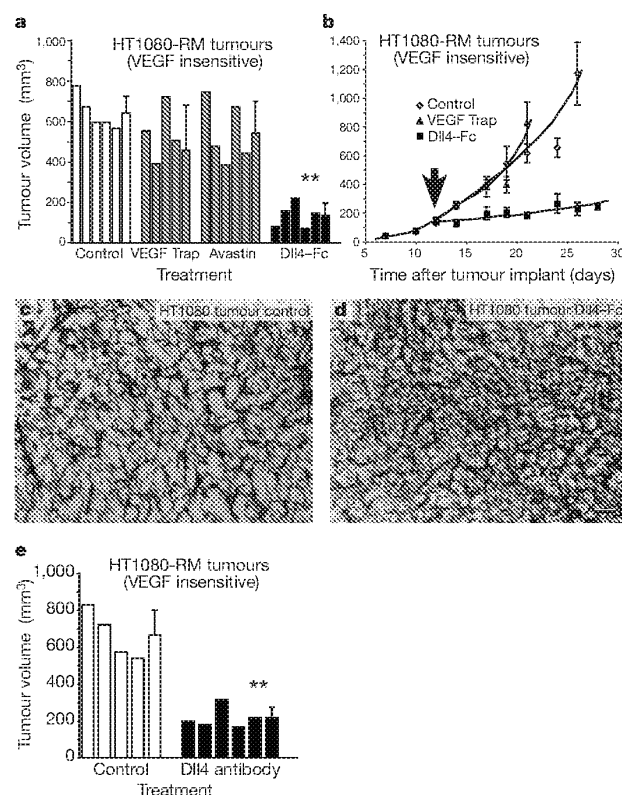 a
HT1080-RM tumours
(VEGF insensitive)
Tumour volume (mm³)
1,000
800
600
400
200
0
**
Control VEGF Trap Avastin Dll4–Fc
Treatment
b
HT1080-RM tumours
(VEGF insensitive)
1,400
1,200
1,000
800
600
400
200
0
Control
VEGF Trap
Dll4–Fc
5 10 15 20 25 30
Time after tumour implant (days)
c
HT1080 tumour control
d
HT1080 tumour Dll4–Fc
e
HT1080-RM tumours
(VEGF insensitive)
Tumour volume (mm³)
1,000
800
600
400
200
0
**
Control Dll4 antibody
Treatment